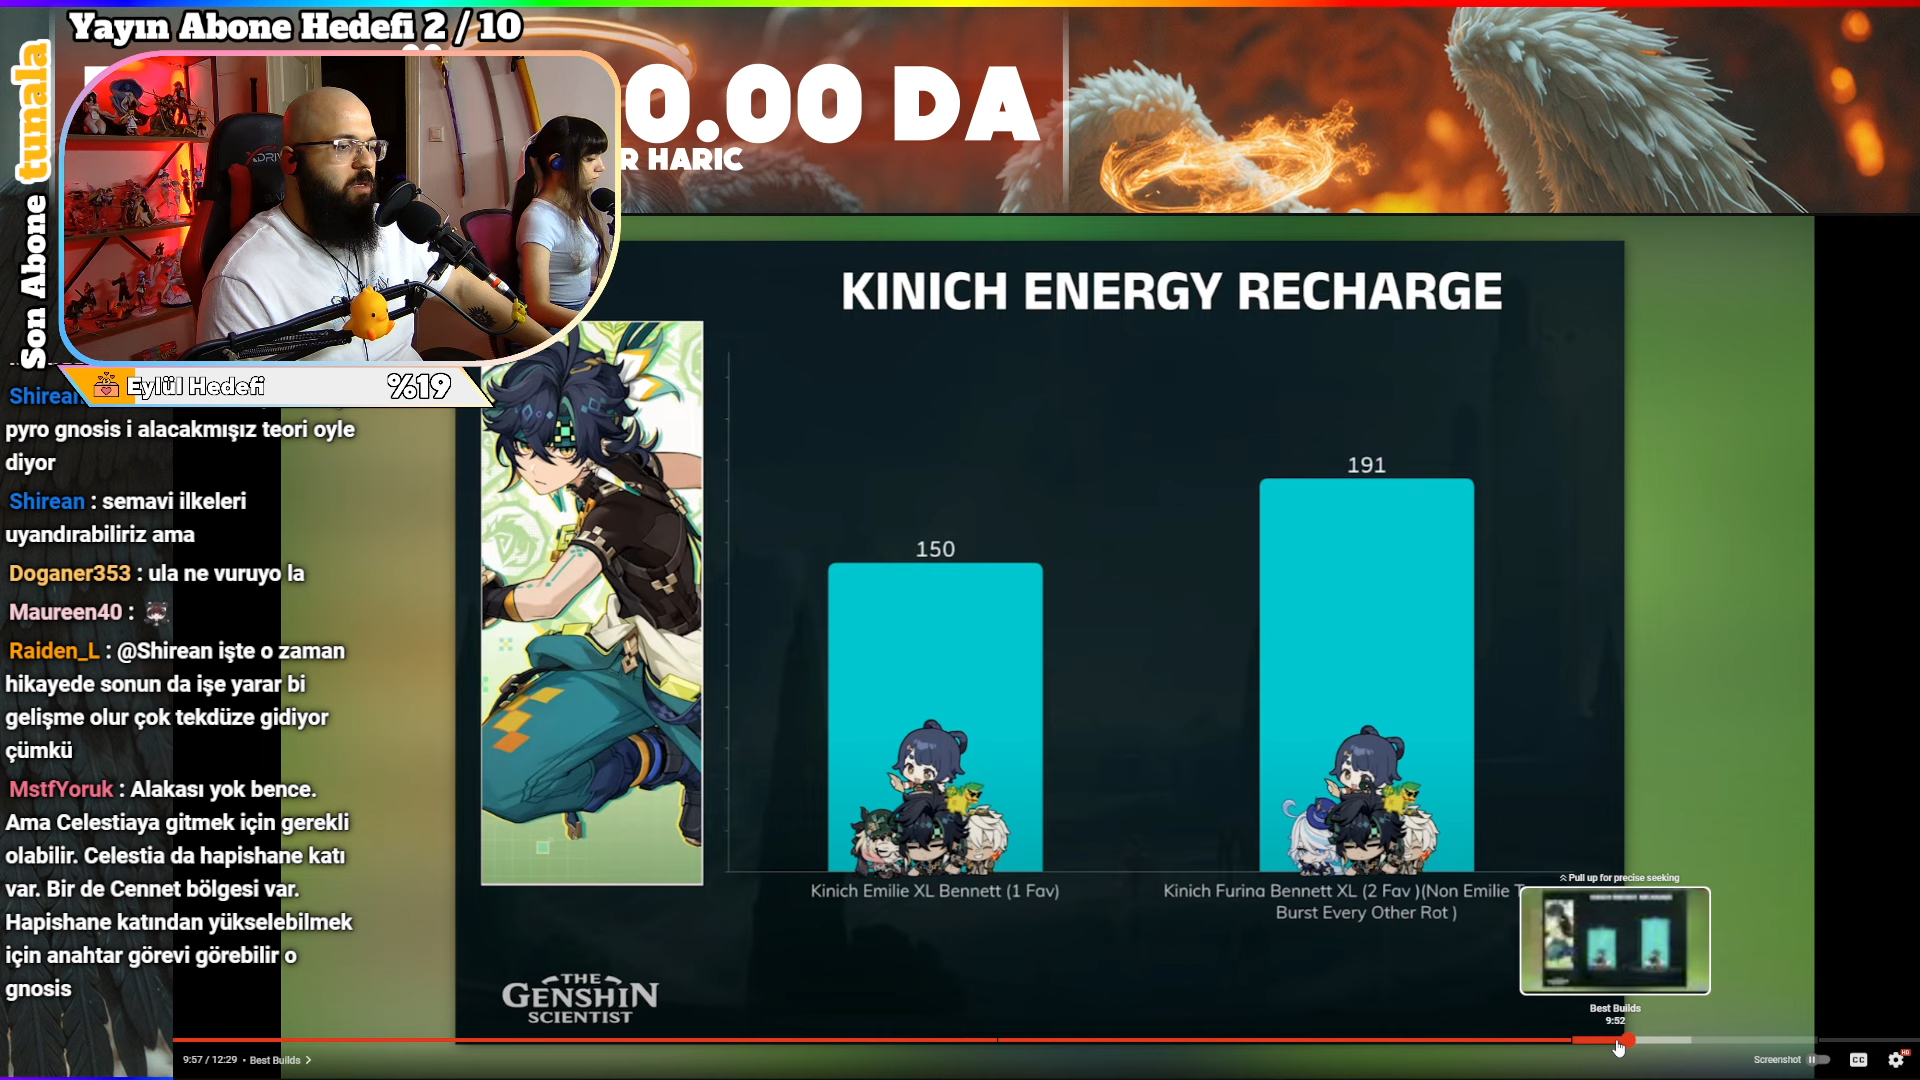 Yayın Abone Hedefi 2 / 10
Son Abone tunala
0.00 DA
R HARIC
XDRIV
Eylül Hedefi %19
Shirean
pyro gnosis i alacakmışız teori oyle
diyor
Shirean : semavi ilkeleri
uyandırabiliriz ama
Doganer353 : ula ne vuruyo la
Maureen40 :
Raiden_L : @Shirean işte o zaman
hikayede sonun da işe yarar bi
gelişme olur çok tekdüze gidiyor
çümkü
MstfYoruk : Alakası yok bence.
Ama Celestiaya gitmek için gerekli
olabilir. Celestia da hapishane katı
var. Bir de Cennet bölgesi var.
Hapishane katından yükselebilmek
için anahtar görevi görebilir o
gnosis
KINICH ENERGY RECHARGE
150
191
Kinich Emilie XL Bennett (1 Fav)
Kinich Furina Bennett XL (2 Fav )(Non Emilie T
Burst Every Other Rot )
THE
GENSHIN
SCIENTIST
Pull up for precise seeking
Best Builds
9:52
9:57 / 12:29 • Best Builds
Screenshot
CC
HD